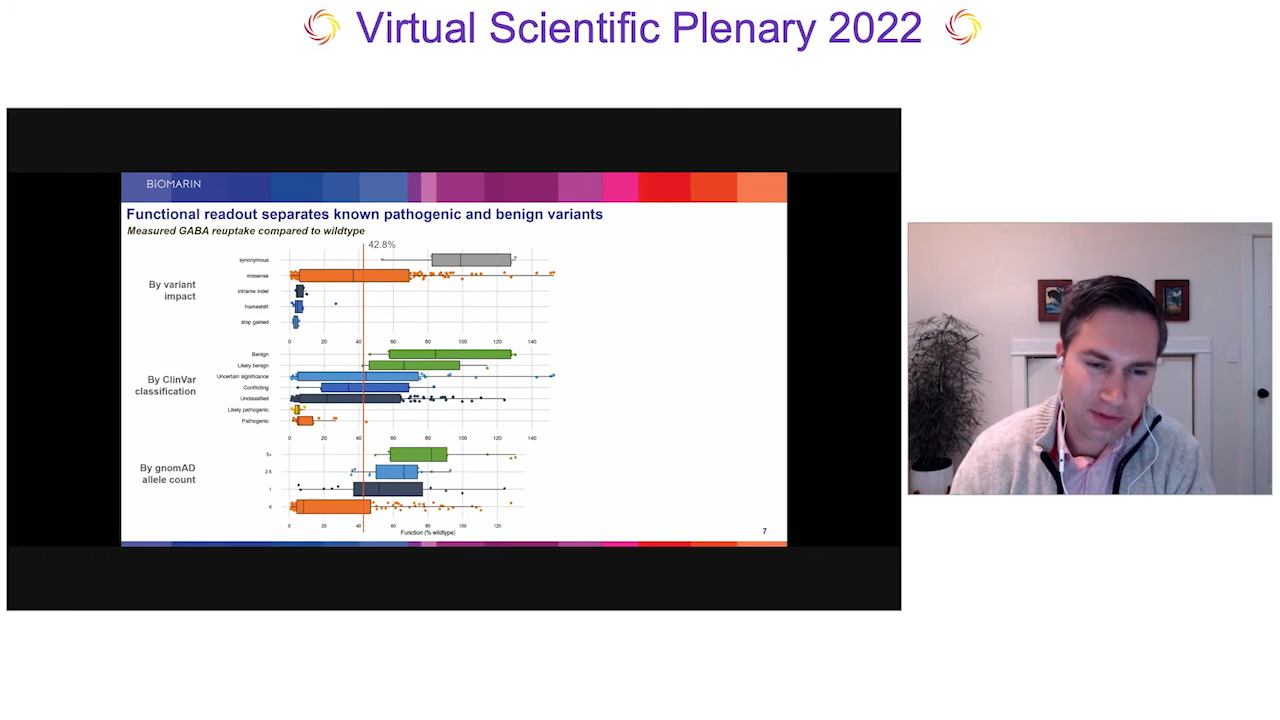 Virtual Scientific Plenary 2022
BIOMARIN
Functional readout separates known pathogenic and benign variants
Measured GABA reuptake compared to wildtype
42.8%
By variant
impact
synonymous
missense
inframe indel
frameshift
stop gained
0 20 40 60 80 100 120 140
By ClinVar
classification
Benign
Likely benign
Uncertain significance
Conflicting
Unclassified
Likely pathogenic
Pathogenic
0 20 40 60 80 100 120 140
By gnomAD
allele count
5+
2-5
1
0
0 20 40 60 80 100 120
Function (% wildtype)
7